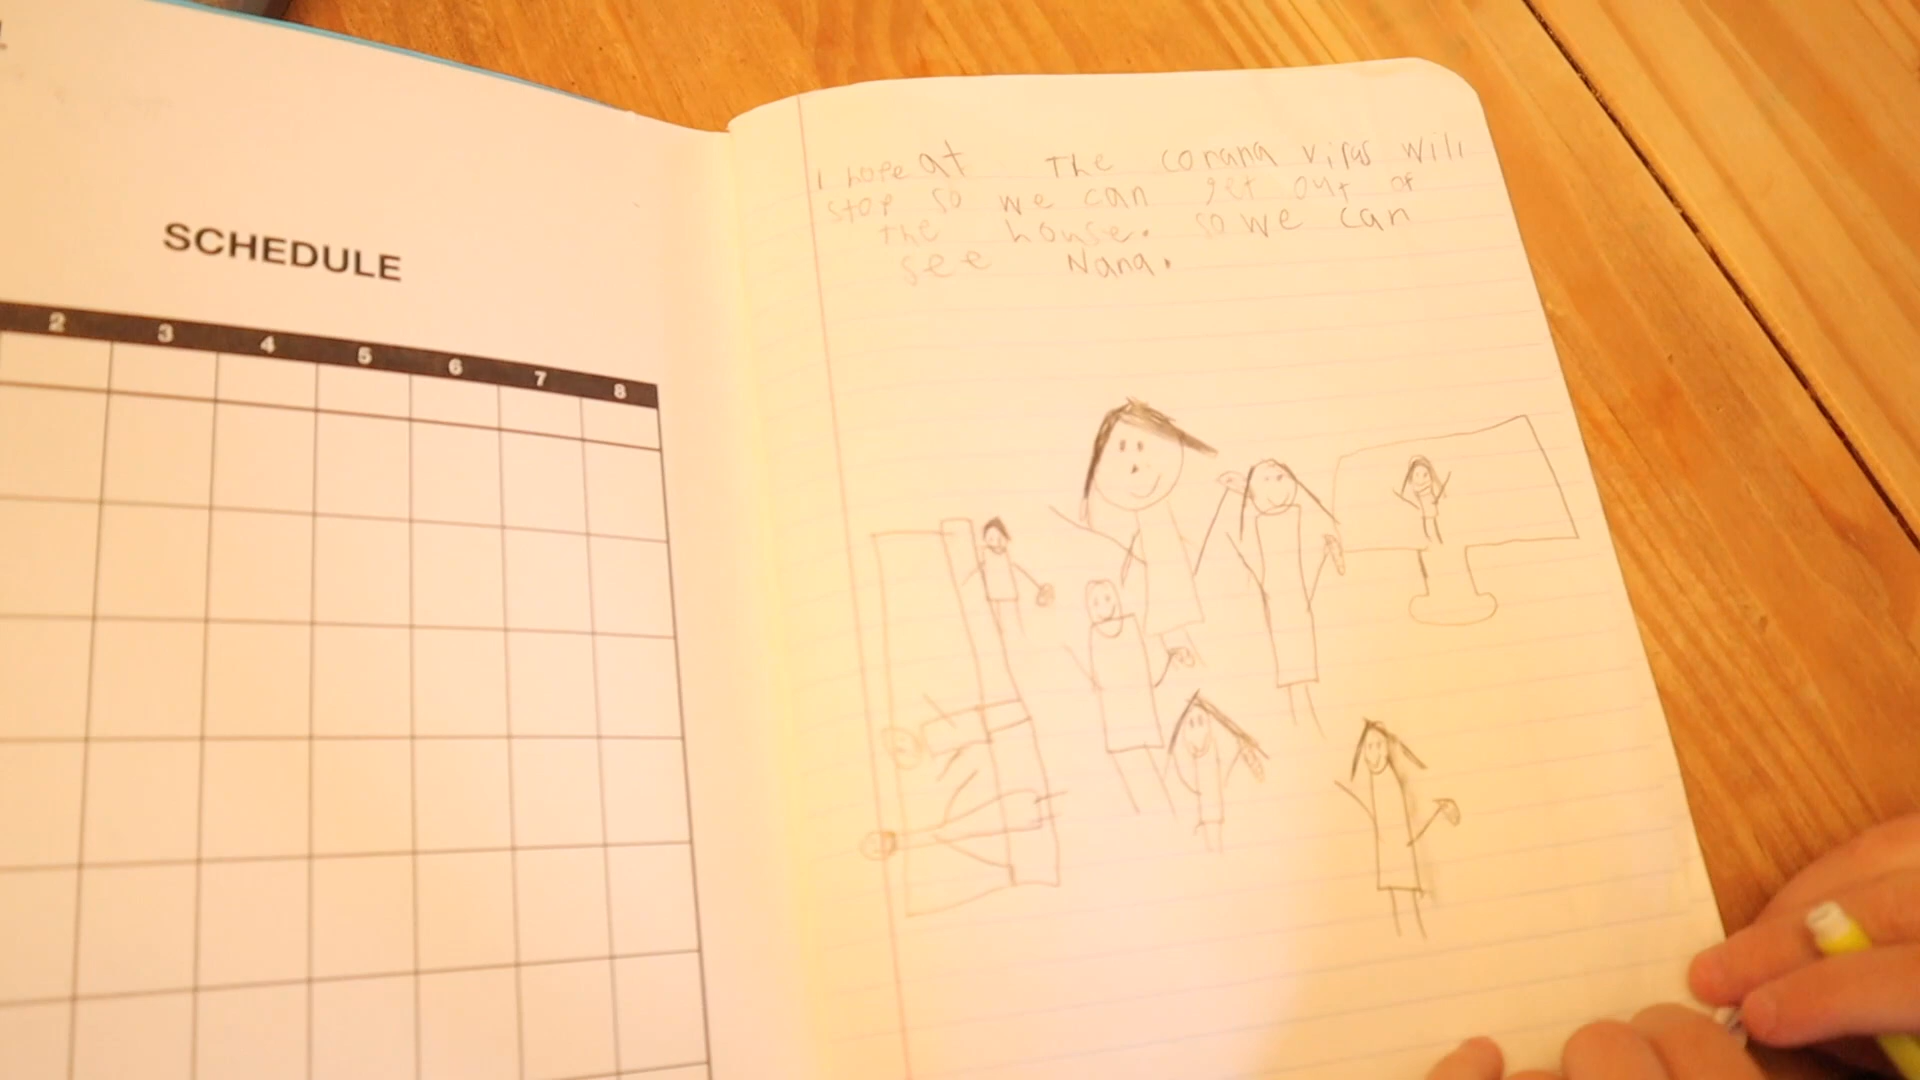 SCHEDULE
2 3 4 5 6 7 8
I hope at The corana virus will
stop so we can get out of
the house. so we can
see Nana.